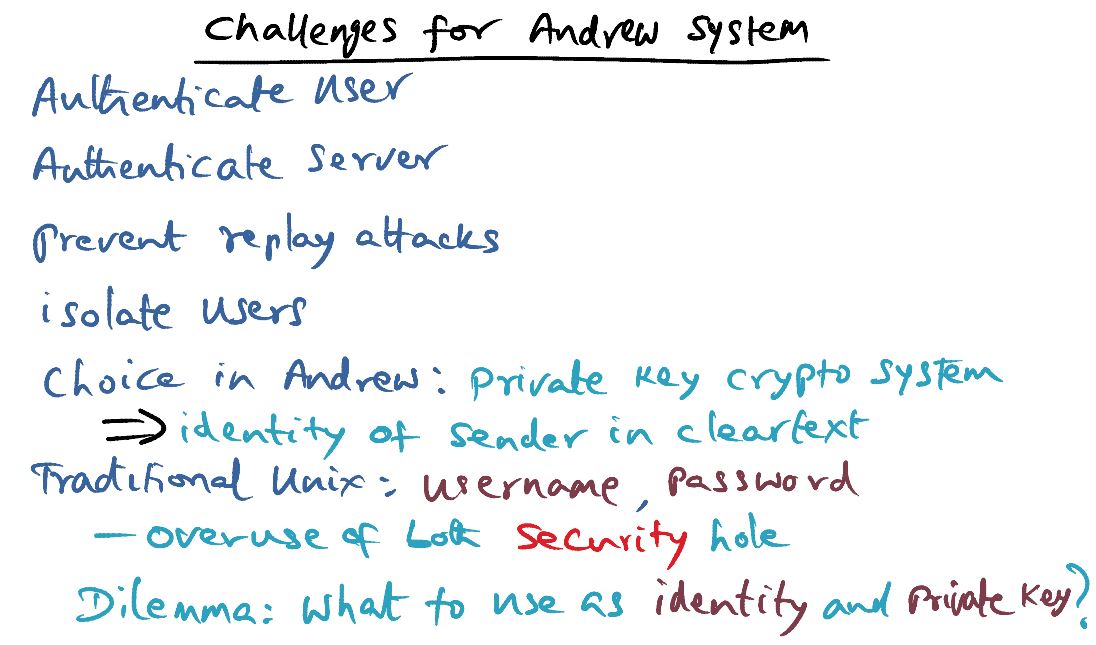 Challenges for Andrew System
Authenticate user
Authenticate server
prevent replay attacks
isolate users
Choice in Andrew: private key crypto system
⇒ identity of sender in cleartext
Traditional Unix: username, password
— overuse of both security hole
Dilemma: what to use as identity and private key?